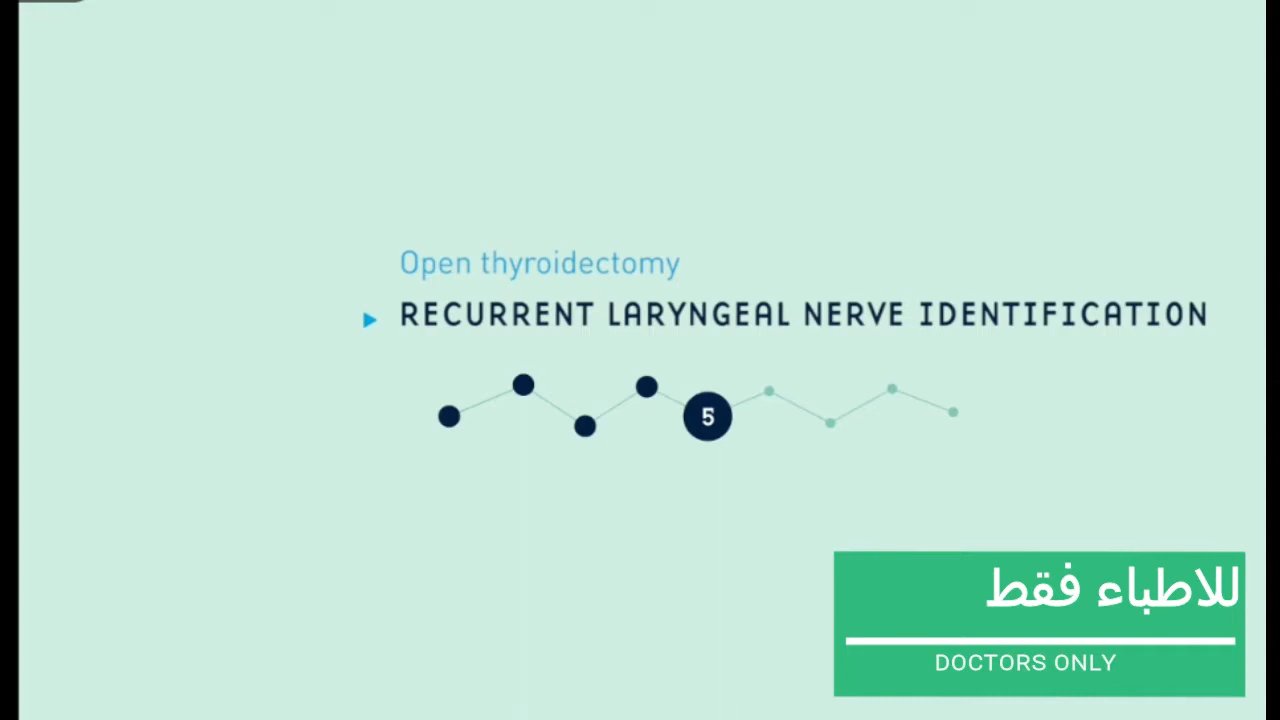 Open thyroidectomy
RECURRENT LARYNGEAL NERVE IDENTIFICATION
5
للاطباء فقط
DOCTORS ONLY